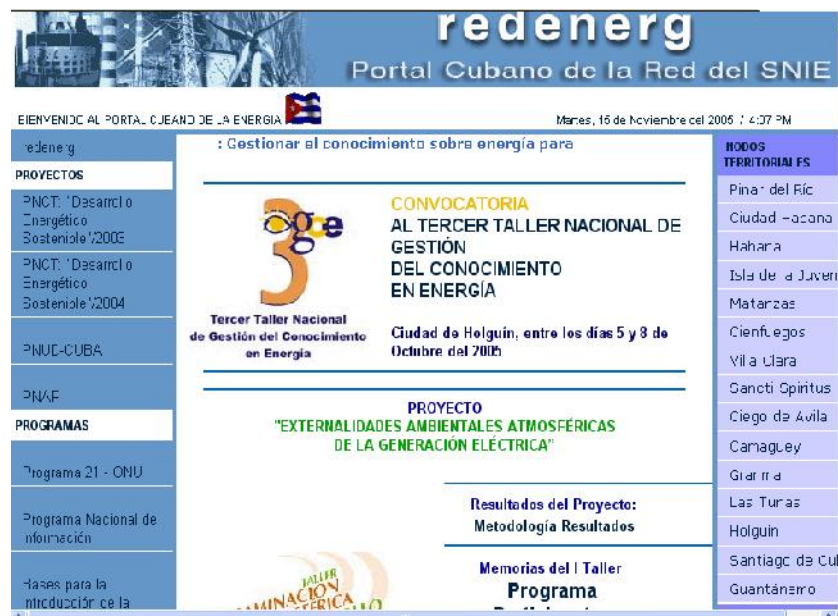 redenerg
Portal Cubano de la Red del SNIE
BIENVENIDO AL PORTAL CUBANO DE LA ENERGIA
Martes, 15 de Noviembre del 2005 / 4:07 PM
redenerg
PROYECTOS
PNCT: "Desarrollo
Energético
Sostenible"/2003
PNCT: "Desarrollo
Energético
Sostenible"/2004
PNUD-CUBA
PROGRAMAS
Programa 21 - ONU
Programa Nacional de
Información
Bases para la
introducción de la
: Gestionar el conocimiento sobre energía para
3 gce
Tercer Taller Nacional
de Gestión del Conocimiento
en Energía
CONVOCATORIA
AL TERCER TALLER NACIONAL DE
GESTIÓN
DEL CONOCIMIENTO
EN ENERGÍA
Ciudad de Holguín, entre los días 5 y 8 de
Octubre del 2005
PROYECTO
"EXTERNALIDADES AMBIENTALES ATMOSFÉRICAS
DE LA GENERACIÓN ELÉCTRICA"
Resultados del Proyecto:
Metodología Resultados
TALLER
Memorias del I Taller
Programa
NODOS
TERRITORIALES
Pinar del Río
Ciudad Habana
Habana
Isla de la Juven
Matanzas
Cienfuegos
Villa Clara
Sancti Spiritus
Ciego de Avila
Camaguey
Granma
Las Tunas
Holguin
Santiago de Cu
Guantánamo